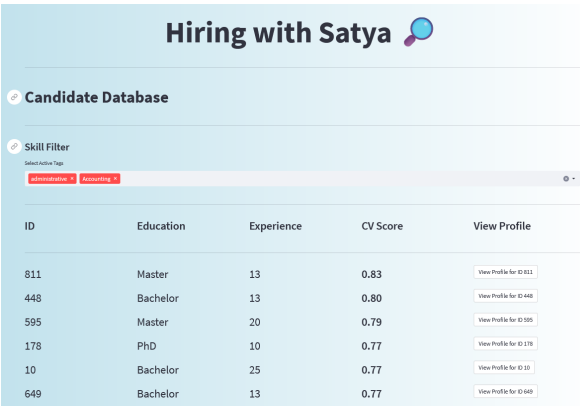 Hiring with Satya
Candidate Database
Skill Filter
Select Active Tags
administrative × Accounting ×
ID Education Experience CV Score View Profile
811 Master 13 0.83 View Profile for ID 811
448 Bachelor 13 0.80 View Profile for ID 448
595 Master 20 0.79 View Profile for ID 595
178 PhD 10 0.77 View Profile for ID 178
10 Bachelor 25 0.77 View Profile for ID 10
649 Bachelor 13 0.77 View Profile for ID 649